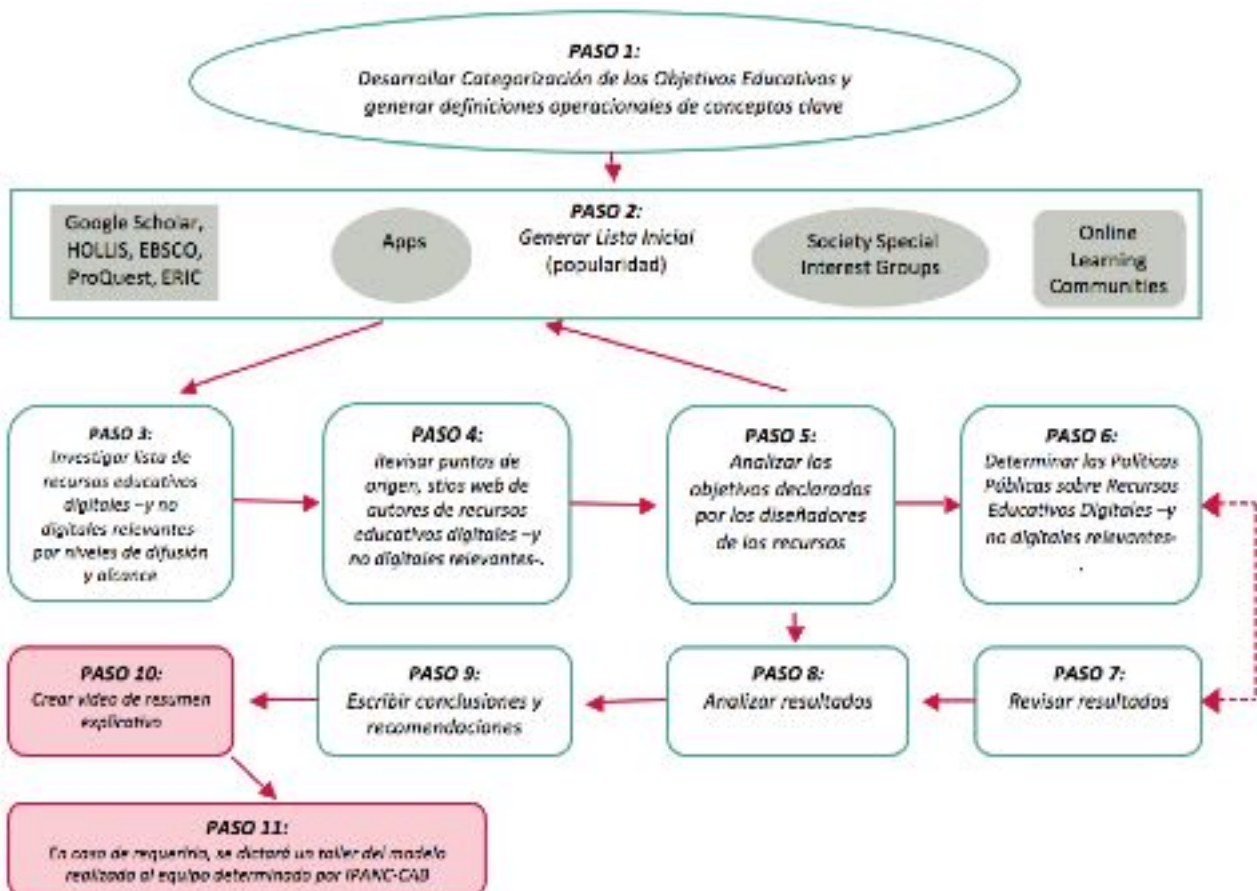 PASO 1:
Desarrollar Categorización de los Objetivos Educativos y
generar definiciones operacionales de conceptos clave
Google Scholar,
HOLLIS, EBSCO,
ProQuest, ERIC
Apps
PASO 2:
Generar Lista Inicial
(popularidad)
Society Special
Interest Groups
Online
Learning
Communities
PASO 3:
Investigar lista de
recursos educativos
digitales –y no
digitales relevantes-
por niveles de difusión
y alcance
PASO 4:
Revisar puntos de
origen, stios web de
autores de recursos
educativos digitales –y
no digitales relevantes-.
PASO 5:
Analizar los
objetivos declarados
por los diseñadores
de los recursos
PASO 6:
Determinar las Políticas
Públicas sobre Recursos
Educativos Digitales –y
no digitales relevantes-
.
PASO 10:
Crear video de resumen
explicativo
PASO 9:
Escribir conclusiones y
recomendaciones
PASO 8:
Analizar resultados
PASO 7:
Revisar resultados
PASO 11:
En caso de requerirlo, se dictará un taller del modelo
realizado al equipo determinado por IPANC-CAB